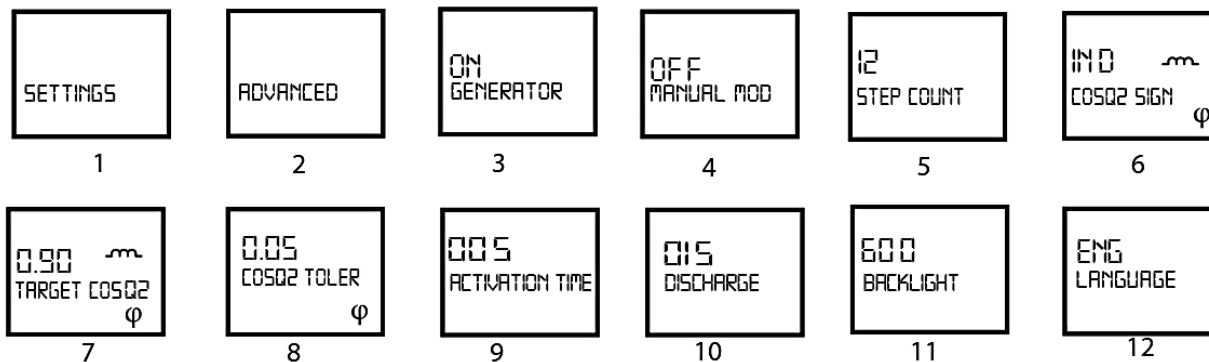 SETTINGS
1
ADVANCED
2
ON
GENERATOR
3
OFF
MANUAL MOD
4
12
STEP COUNT
5
IND
COSQ2 SIGN
φ
6
0.90
TARGET COSQ2
φ
7
0.05
COSQ2 TOLER
φ
8
005
ACTIVATION TIME
9
015
DISCHARGE
10
600
BACKLIGHT
11
ENG
LANGUAGE
12